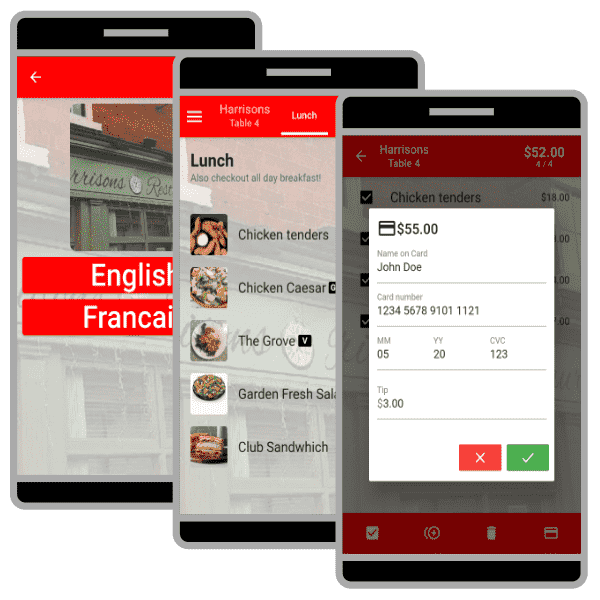 rrisons Rest
English
Francai
Harrisons
Table 4
Lunch
Lunch
Also checkout all day breakfast!
Chicken tenders
Chicken Caesar G
The Grove V
Garden Fresh Sala
Club Sandwhich
Harrisons
Table 4
$52.00
4 / 4
Chicken tenders
$18.00
$55.00
Name on Card
John Doe
Card number
1234 5678 9101 1121
MM
YY
CVC
05
20
123
Tip
$3.00